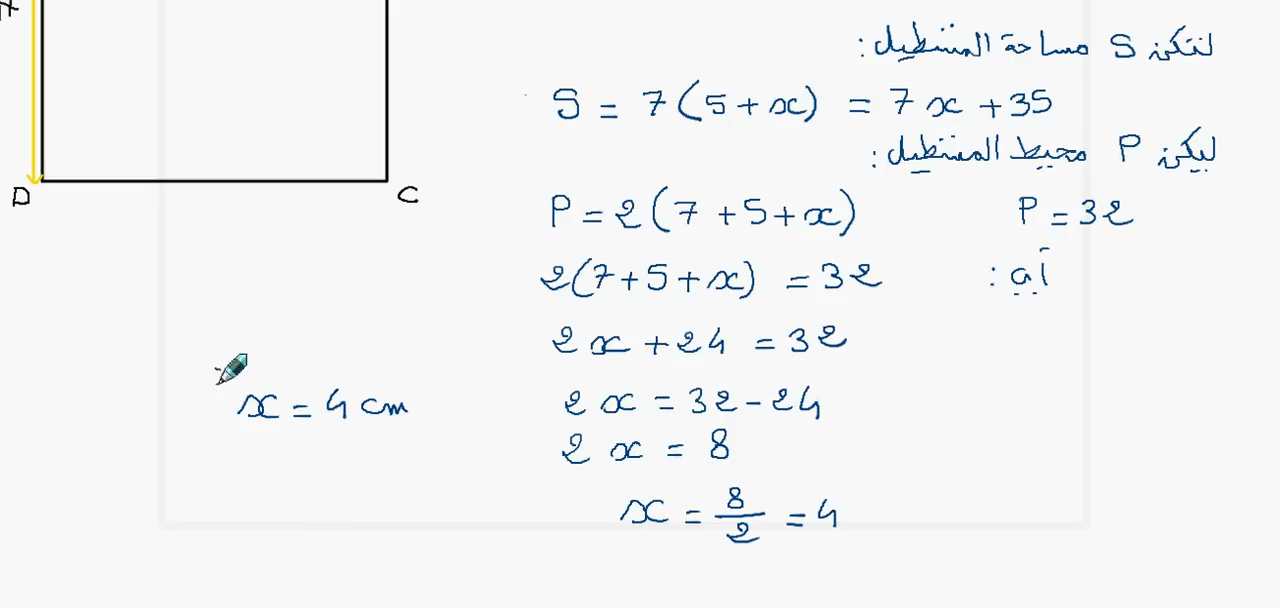 A
D
C
لتكن S مساحة المستطيل :
S = 7(5+x) = 7x+35
ليكن P محيط المستطيل :
P = 2(7+5+x) P = 32
2(7+5+x) = 32 أي :
2x+24 = 32
2x = 32-24
x = 4 cm
2x = 8
x = 8/2 = 4